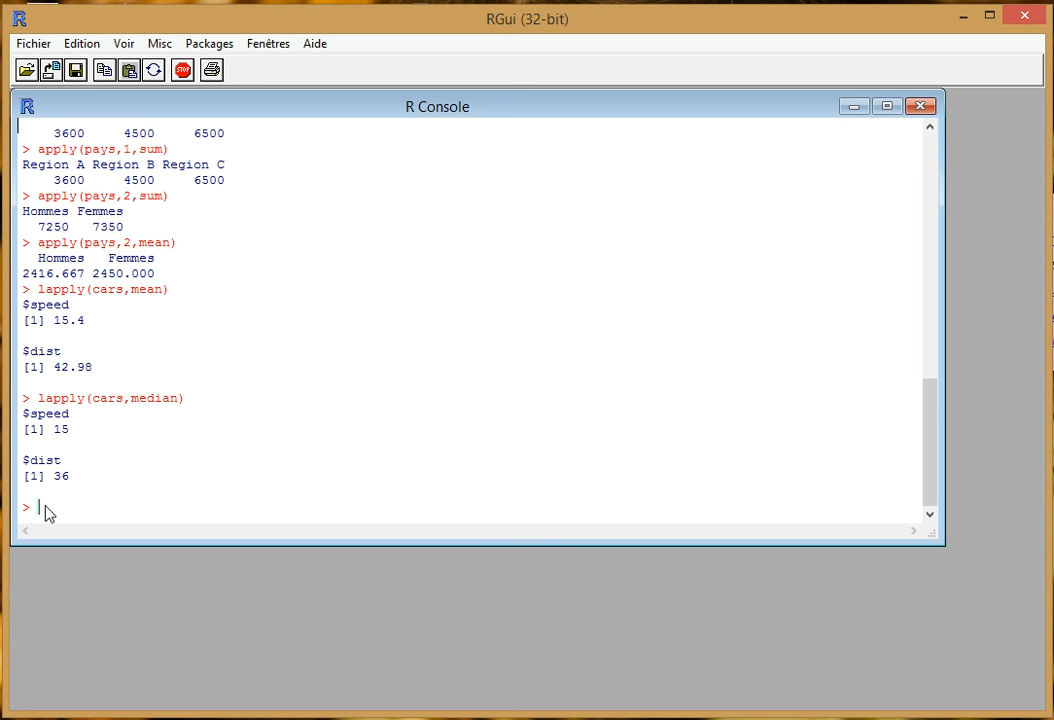 RGui (32-bit)
Fichier Edition Voir Misc Packages Fenêtres Aide
STOP
R Console
3600 4500 6500
> apply(pays,1,sum)
Region A Region B Region C
3600 4500 6500
> apply(pays,2,sum)
Hommes Femmes
7250 7350
> apply(pays,2,mean)
Hommes Femmes
2416.667 2450.000
> lapply(cars,mean)
$speed
[1] 15.4
$dist
[1] 42.98
> lapply(cars,median)
$speed
[1] 15
$dist
[1] 36
>